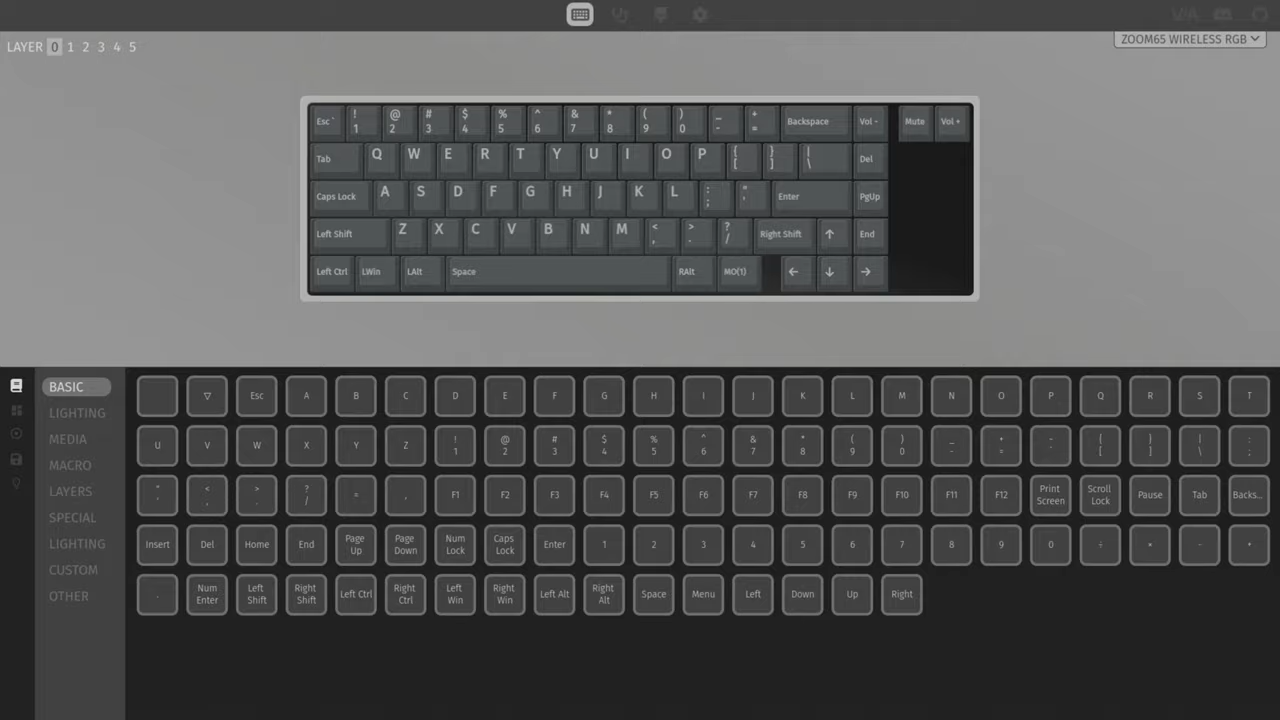 LAYER 0 1 2 3 4 5
ZOOM65 WIRELESS RGB
Esc ` ! 1 @ 2 # 3 $ 4 % 5 ^ 6 & 7 * 8 ( 9 ) 0 _ - + = Backspace Vol - Mute Vol +
Tab Q W E R T Y U I O P { [ } ] | \ Del
Caps Lock A S D F G H J K L : ; " ' Enter PgUp
Left Shift Z X C V B N M < , > . ? / Right Shift ↑ End
Left Ctrl LWin LAlt Space RAlt MO(1) ← ↓ →
BASIC
LIGHTING
MEDIA
MACRO
LAYERS
SPECIAL
LIGHTING
CUSTOM
OTHER
▽ Esc A B C D E F G H I J K L M N O P Q R S T
U V W X Y Z ! 1 @ 2 # 3 $ 4 % 5 ^ 6 & 7 * 8 ( 9 ) 0 _ - + = ~ ` { [ } ] | \ : ;
" ' < , > . ? / = , F1 F2 F3 F4 F5 F6 F7 F8 F9 F10 F11 F12 Print Screen Scroll Lock Pause Tab Backs...
Insert Del Home End Page Up Page Down Num Lock Caps Lock Enter 1 2 3 4 5 6 7 8 9 0 ÷ × - +
. Num Enter Left Shift Right Shift Left Ctrl Right Ctrl Left Win Right Win Left Alt Right Alt Space Menu Left Down Up Right